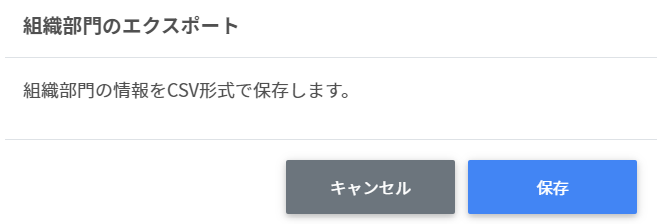 組織部門のエクスポート
組織部門の情報をCSV形式で保存します。
キャンセル
保存